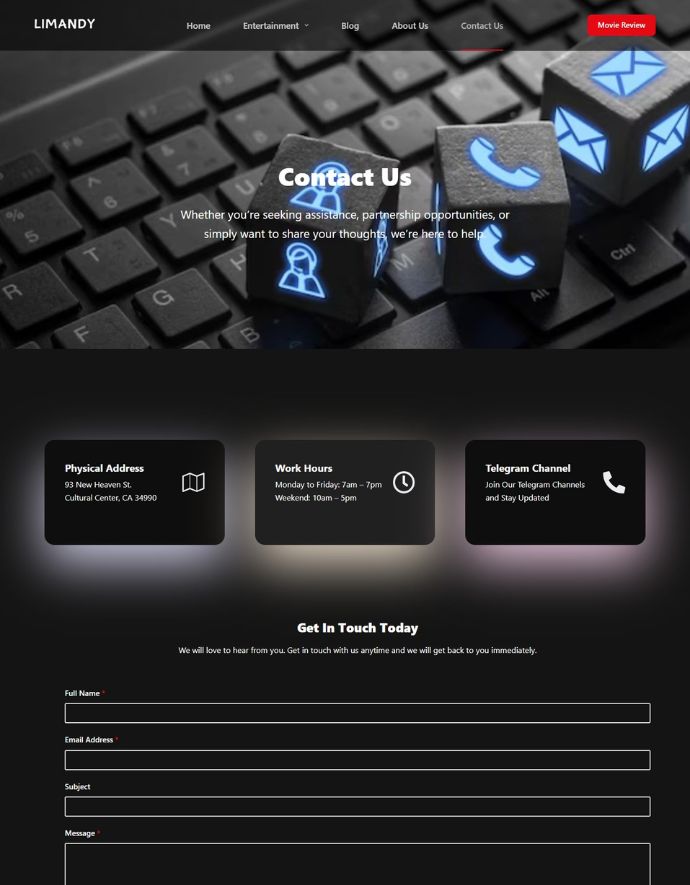 LIMANDY
Home
Entertainment
Blog
About Us
Contact Us
Movie Review
Contact Us
Whether you're seeking assistance, partnership opportunities, or
simply want to share your thoughts, we're here to help.
%
5
6
U
R
T
Y
M
F
G
H
Alt
Ctrl
Physical Address
93 New Heaven St.
Cultural Center, CA 34990
Work Hours
Monday to Friday: 7am – 7pm
Weekend: 10am – 5pm
Telegram Channel
Join Our Telegram Channels
and Stay Updated
Get In Touch Today
We will love to hear from you. Get in touch with us anytime and we will get back to you immediately.
Full Name *
Email Address *
Subject
Message *